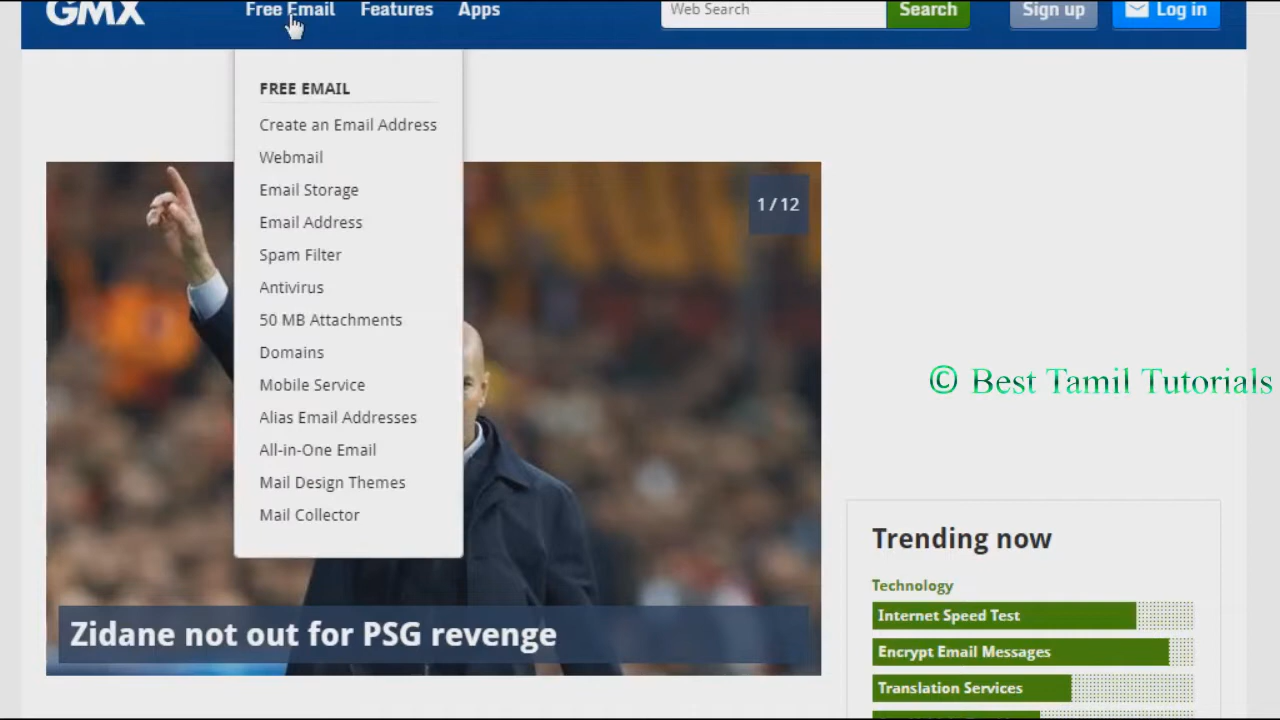 GMX
Free Email
Features
Apps
Web Search
Search
Sign up
Log in
FREE EMAIL
Create an Email Address
Webmail
Email Storage
Email Address
Spam Filter
Antivirus
50 MB Attachments
Domains
Mobile Service
Alias Email Addresses
All-in-One Email
Mail Design Themes
Mail Collector
1 / 12
© Best Tamil Tutorials
Zidane not out for PSG revenge
Trending now
Technology
Internet Speed Test
Encrypt Email Messages
Translation Services